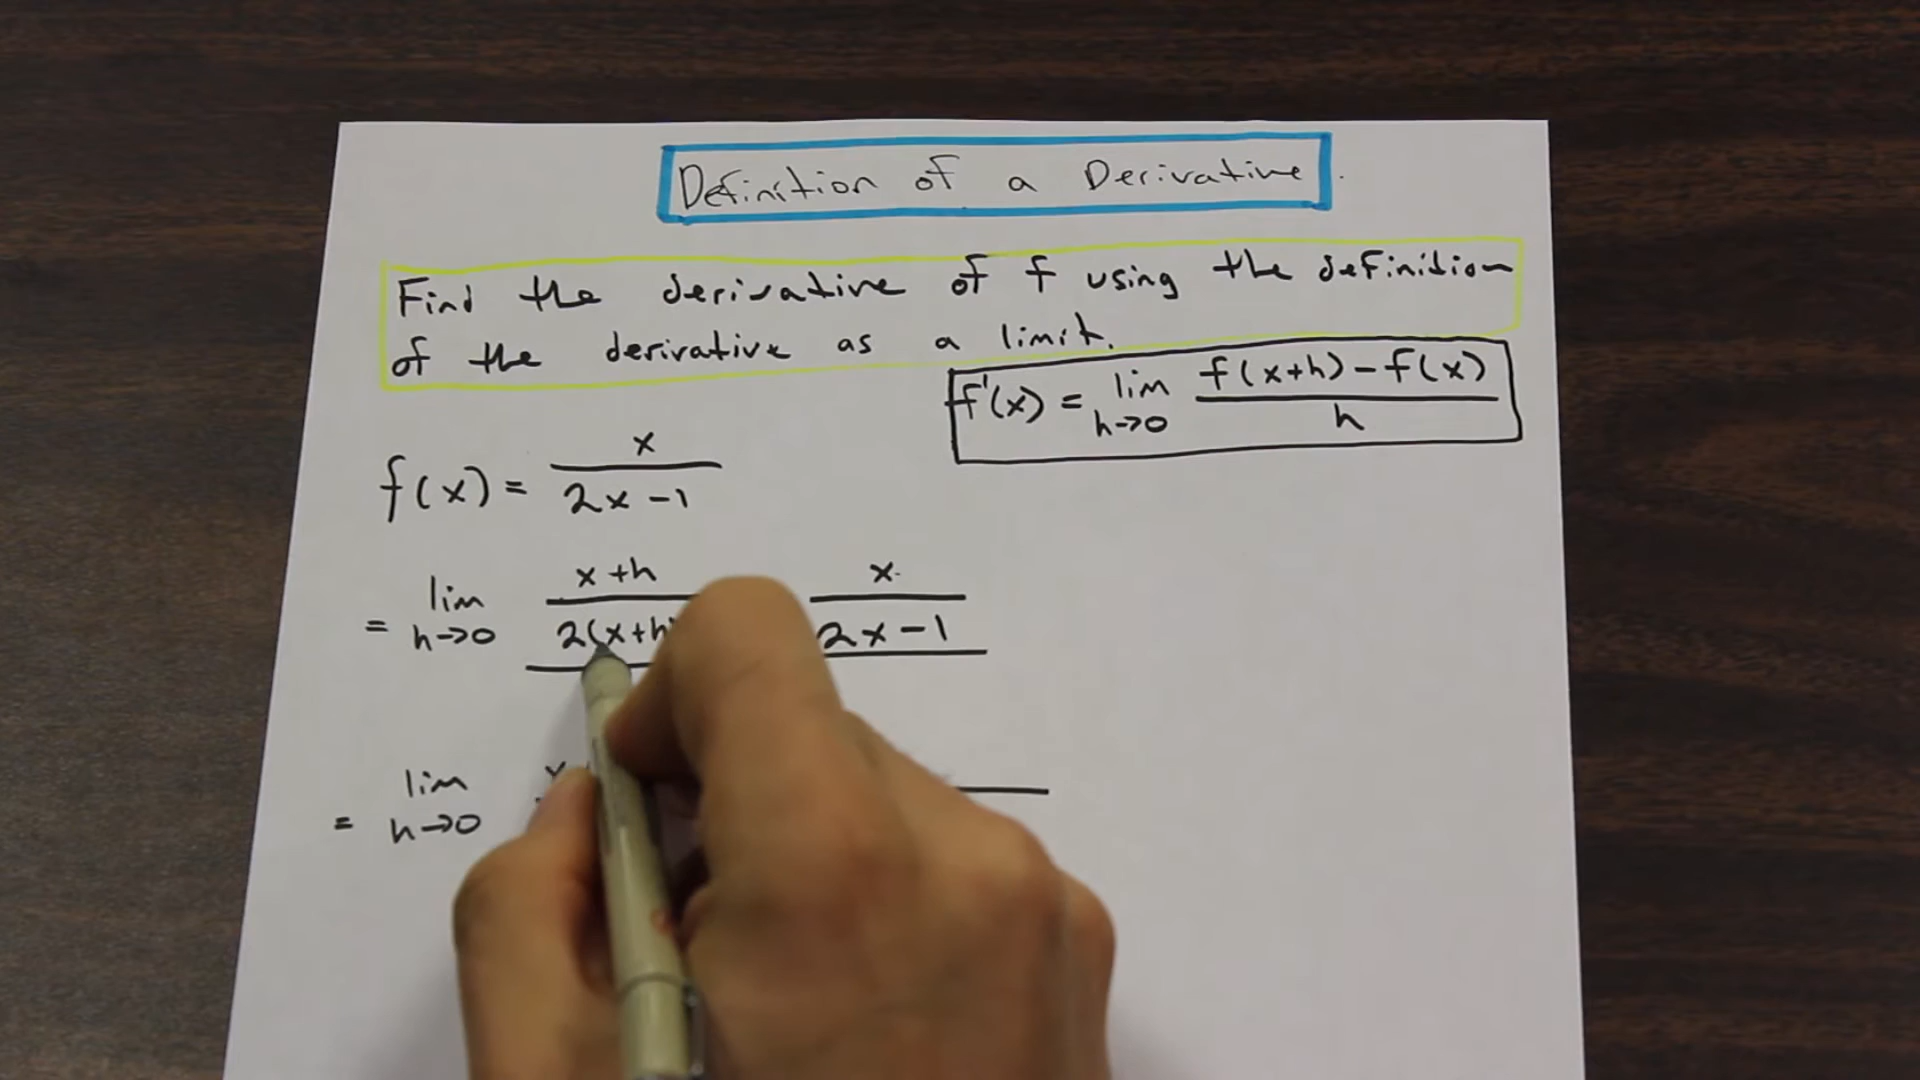 Definition of a Derivative.
Find the derivative of f using the definition
of the derivative as a limit.
f'(x) = lim h→0 f(x+h) - f(x) / h
f(x) = x / 2x - 1
= lim h→0 x + h / 2(x+h) x / 2x - 1
= lim h→0 x